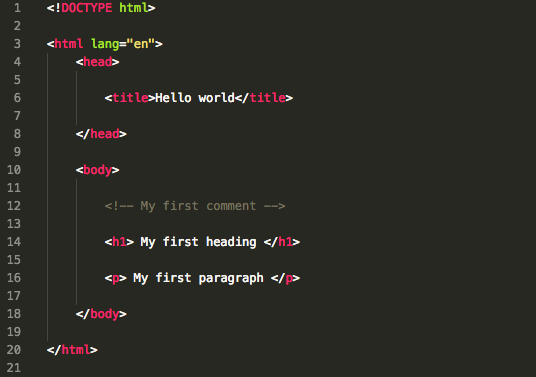 1 <!DOCTYPE html>
2
3 <html lang="en">
4 <head>
5
6 <title>Hello world</title>
7
8 </head>
9
10 <body>
11
12 <!-- My first comment -->
13
14 <h1> My first heading </h1>
15
16 <p> My first paragraph </p>
17
18 </body>
19
20 </html>
21